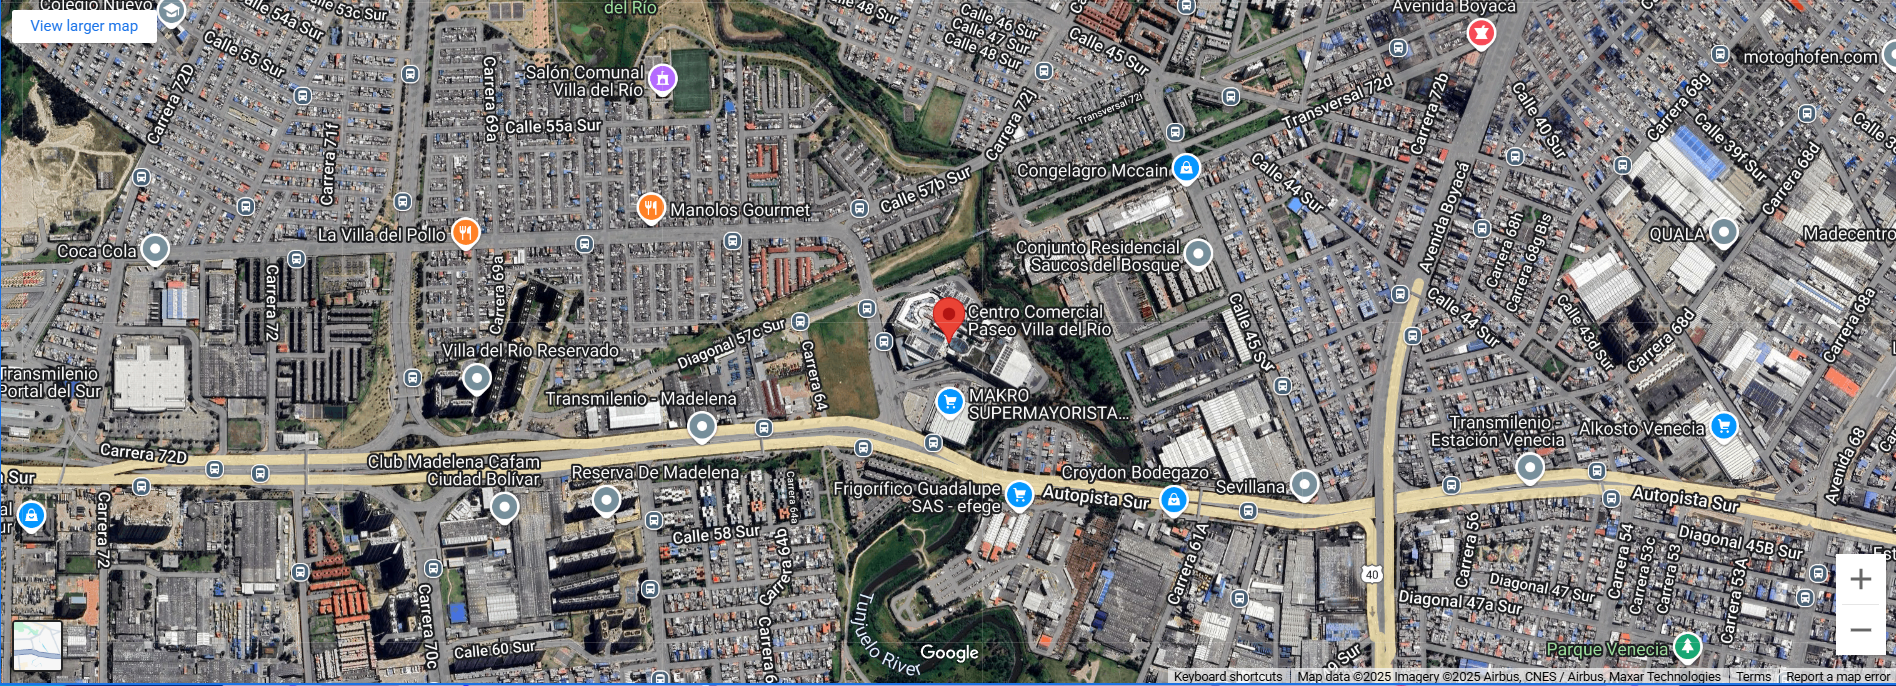 Colegio Nuevo
View larger map
Calle 54a Sur
Calle 53c Sur
Calle 55 Sur
Carrera 72D
Carrera 71f
Carrera 69a
del Río
Salón Comunal
Villa del Río
Calle 55a Sur
Calle 48 Sur
Calle 46 Sur
Calle 47 Sur
Calle 48 Sur
Calle 45 Sur
Carrera 72j
Transversal 72i
Transversal 72d
Avenida Boyacá
Carrera 72b
Calle 40 Sur
motoghofen.com
Carrera 68g
Calle 39f Sur
Carrera 68d
Congelagro Mccain
Calle 44 Sur
Calle 57b Sur
Manolos Gourmet
La Villa del Pollo
Coca Cola
Carrera 72
Carrera 69a
Conjunto Residencial
Saucos del Bosque
Avenida Boyacá
Carrera 68h
Carrera 68g Bis
QUALA
Madecentro
Centro Comercial
Paseo Villa del Río
Calle 45 Sur
Calle 44 Sur
Calle 43d Sur
Carrera 68d
Carrera 68a
Diagonal 57c Sur
Villa del Río Reservado
Carrera 64
Transmilenio
Portal del Sur
Transmilenio - Madelena
MAKRO
SUPERMAYORISTA...
Transmilenio -
Estación Venecia
Alkosto Venecia
Avenida 68
Carrera 72D
Club Madelena Cafam
Ciudad Bolívar
Reserva De Madelena
Carrera 64a
Frigorífico Guadalupe
SAS - efege
Croydon Bodegazo
Sevillana
Autopista Sur
Autopista Sur
Sur
Carrera 72
Calle 58 Sur
Carrera 64b
Carrera 61A
Carrera 56
Carrera 54
Carrera 53c
Carrera 53
Diagonal 45B Sur
Carrera 53A
Diagonal 47 Sur
Diagonal 47a Sur
40
Carrera 70c
Calle 60 Sur
Tunjuelo River
Google
Parque Venecia
Keyboard shortcuts
Map data ©2025 Imagery ©2025 Airbus, CNES / Airbus, Maxar Technologies
Terms
Report a map error